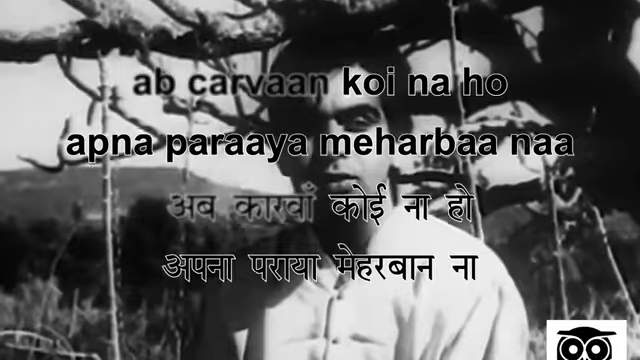 ab carvaan koi na ho
apna paraaya meharbaa naa
अब कारवाँ कोई ना हो
अपना पराया मेहरबान ना